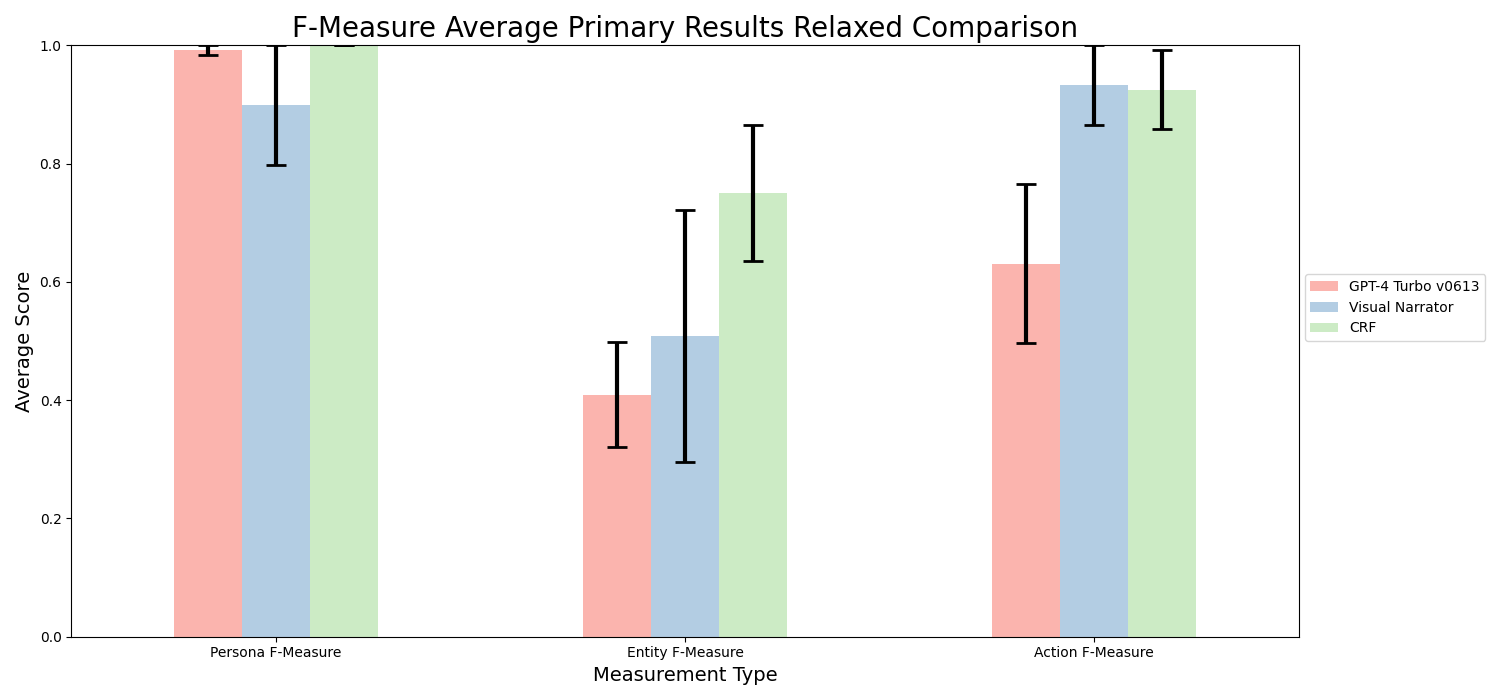 F-Measure Average Primary Results Relaxed Comparison
1.0
0.8
0.6
0.4
0.2
0.0
Average Score
Persona F-Measure
Entity F-Measure
Action F-Measure
Measurement Type
GPT-4 Turbo v0613
Visual Narrator
CRF